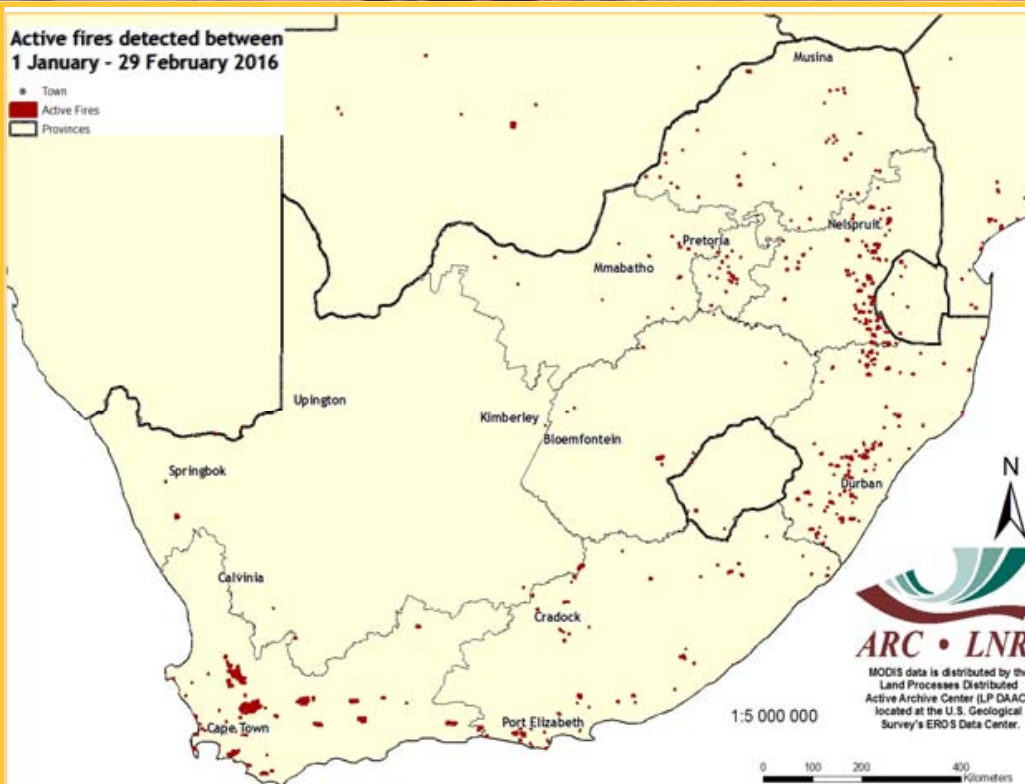 Active fires detected between
1 January - 29 February 2016
Town
Active Fires
Provinces
Musina
Nelspruit
Pretoria
Mmabatho
Upington
Kimberley
Bloemfontein
Springbok
Durban
N
Calvinia
Cradock
Cape Town
Port Elizabeth
ARC • LNR
MODIS data is distributed by the
Land Processes Distributed
Active Archive Center (LP DAAC)
located at the U.S. Geological
Survey's EROS Data Center.
1:5 000 000
0 100 200 400
Kilometers